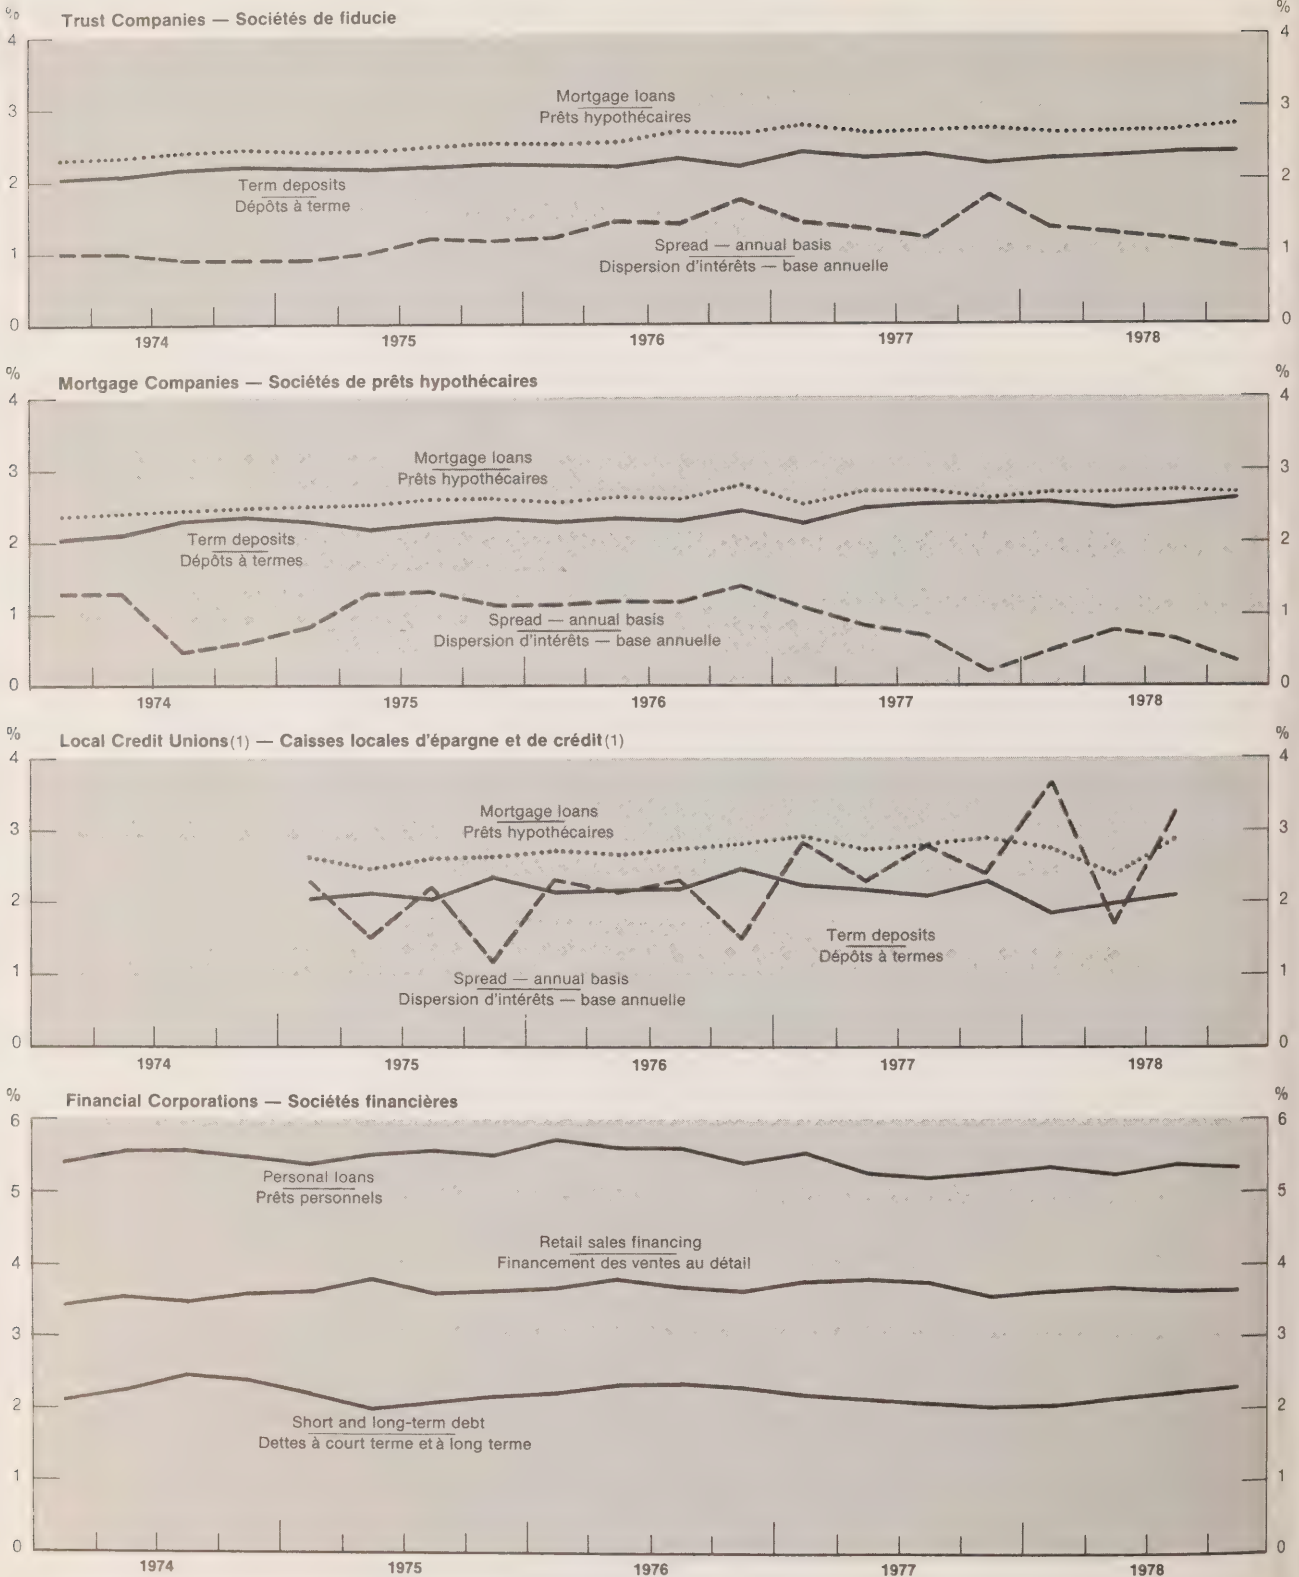 % Trust Companies — Sociétés de fiducie %
4 4
Mortgage loans
Prêts hypothécaires
3 3
2 2
Term deposits
Dépôts à terme
Spread — annual basis
Dispersion d'intérêts — base annuelle
1 1
0 0
1974 1975 1976 1977 1978
% Mortgage Companies — Sociétés de prêts hypothécaires %
4 4
Mortgage loans
Prêts hypothécaires
3 3
Term deposits
Dépôts à termes
2 2
1 1
Spread — annual basis
Dispersion d'intérêts — base annuelle
0 0
1974 1975 1976 1977 1978
% Local Credit Unions(1) — Caisses locales d'épargne et de crédit(1) %
4 4
Mortgage loans
Prêts hypothécaires
3 3
2 2
Term deposits
Dépôts à termes
1 1
Spread — annual basis
Dispersion d'intérêts — base annuelle
0 0
1974 1975 1976 1977 1978
% Financial Corporations — Sociétés financières %
6 6
Personal loans
Prêts personnels
5 5
Retail sales financing
Financement des ventes au détail
4 4
3 3
2 2
Short and long-term debt
Dettes à court terme et à long terme
1 1
0 0
1974 1975 1976 1977 1978